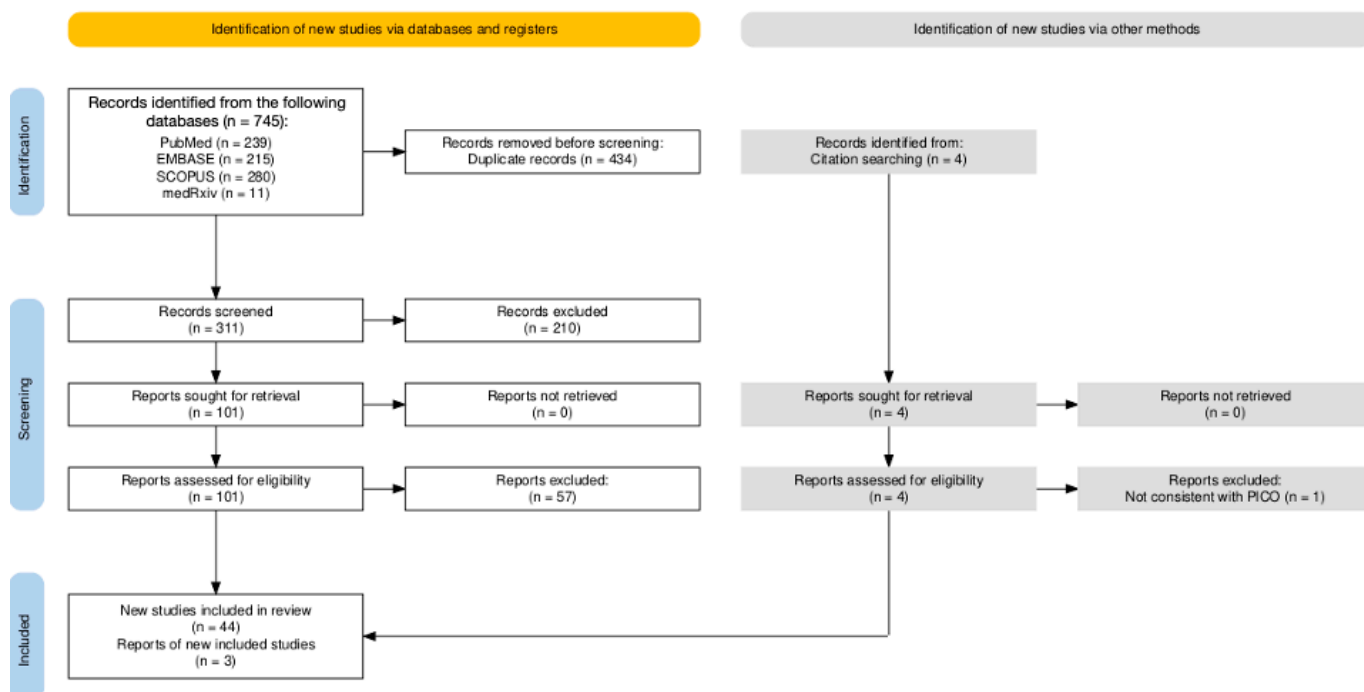 Identification of new studies via databases and registers
Identification of new studies via other methods
Identification
Records identified from the following
databases (n = 745):
PubMed (n = 239)
EMBASE (n = 215)
SCOPUS (n = 280)
medRxiv (n = 11)
Records removed before screening:
Duplicate records (n = 434)
Records identified from:
Citation searching (n = 4)
Screening
Records screened
(n = 311)
Records excluded
(n = 210)
Reports sought for retrieval
(n = 101)
Reports not retrieved
(n = 0)
Reports sought for retrieval
(n = 4)
Reports not retrieved
(n = 0)
Reports assessed for eligibility
(n = 101)
Reports excluded:
(n = 57)
Reports assessed for eligibility
(n = 4)
Reports excluded:
Not consistent with PICO (n = 1)
Included
New studies included in review
(n = 44)
Reports of new included studies
(n = 3)